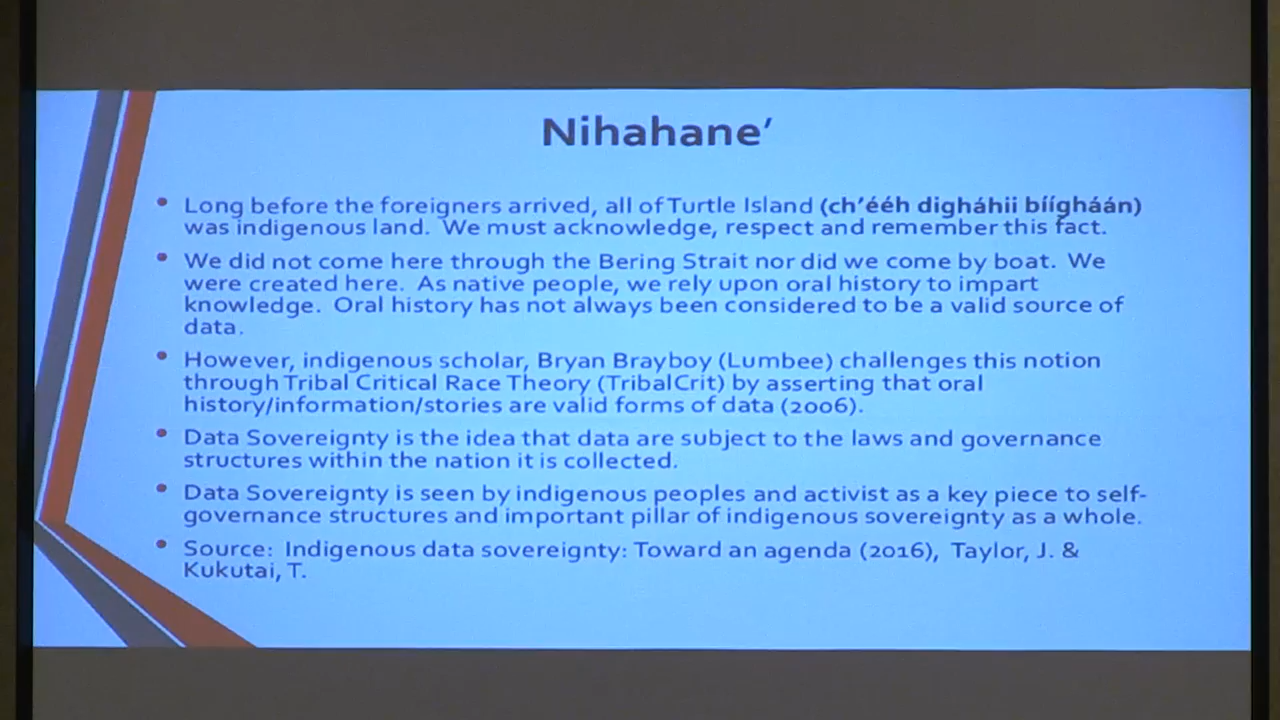 Nihahane'
• Long before the foreigners arrived, all of Turtle Island (ch'ééh digháhii bíígháán)
was indigenous land. We must acknowledge, respect and remember this fact.
• We did not come here through the Bering Strait nor did we come by boat. We
were created here. As native people, we rely upon oral history to impart
knowledge. Oral history has not always been considered to be a valid source of
data.
• However, indigenous scholar, Bryan Brayboy (Lumbee) challenges this notion
through Tribal Critical Race Theory (TribalCrit) by asserting that oral
history/information/stories are valid forms of data (2006).
• Data Sovereignty is the idea that data are subject to the laws and governance
structures within the nation it is collected.
• Data Sovereignty is seen by indigenous peoples and activist as a key piece to self-
governance structures and important pillar of indigenous sovereignty as a whole.
• Source: Indigenous data sovereignty: Toward an agenda (2016), Taylor, J. &
Kukutai, T.